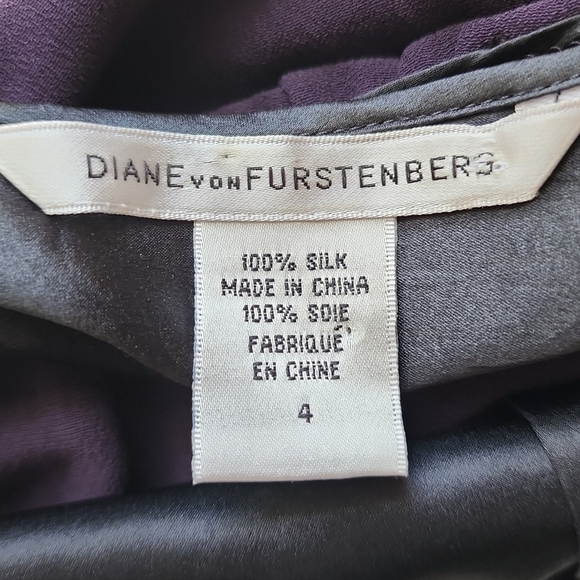 DIANE VON FURSTENBERG
100% SILK
MADE IN CHINA
100% SOIE
FABRIQUÉ
EN CHINE
4